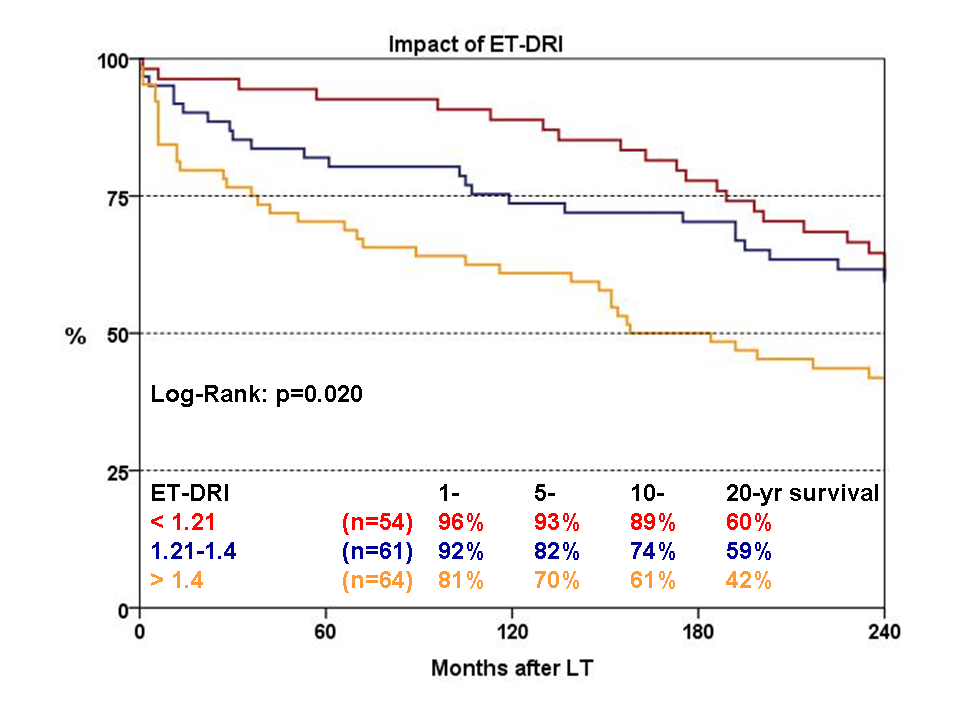 Impact of ET-DRI
100
75
%
50
Log-Rank: p=0.020
25
ET-DRI 1- 5- 10- 20-yr survival
< 1.21 (n=54) 96% 93% 89% 60%
1.21-1.4 (n=61) 92% 82% 74% 59%
> 1.4 (n=64) 81% 70% 61% 42%
0
0 60 120 180 240
Months after LT